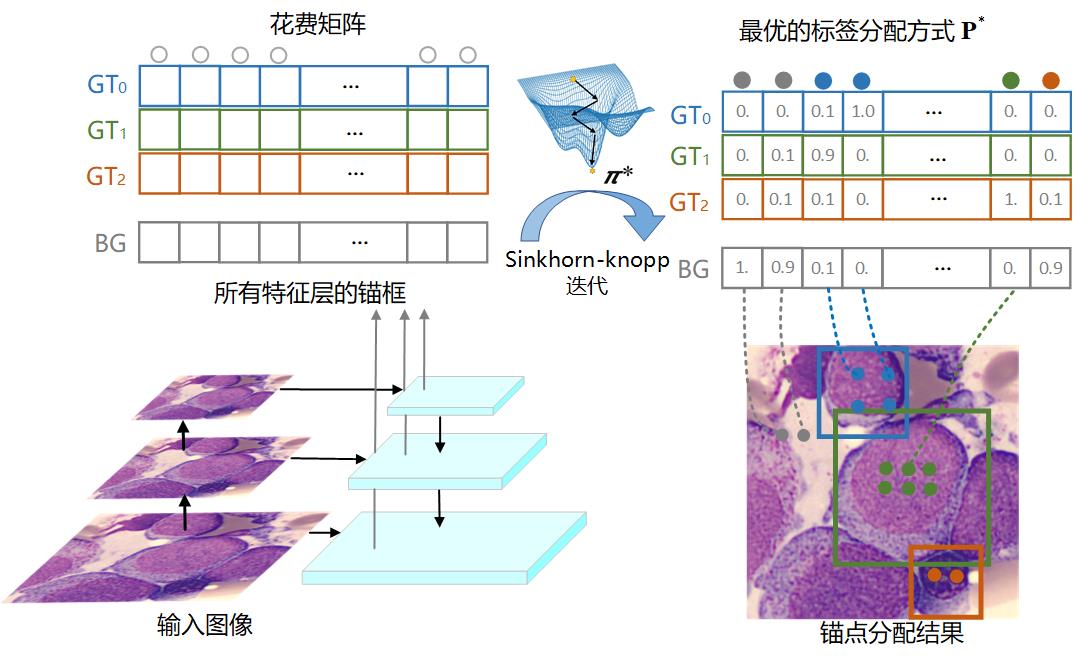 花费矩阵
GT0 ...
GT1 ...
GT2 ...
BG ...
所有特征层的锚框
输入图像
π*
Sinkhorn-knopp
迭代
最优的标签分配方式 P*
GT0 0. 0. 0.1 1.0 ... 0. 0.
GT1 0. 0.1 0.9 0. ... 0. 0.
GT2 0. 0.1 0.1 0. ... 1. 0.1
BG 1. 0.9 0.1 0. ... 0. 0.9
锚点分配结果